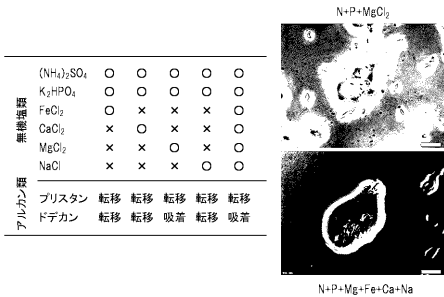 N+P+MgCl2
無機塩類
(NH4)2SO4 ○ ○ ○ ○ ○
K2HPO4 ○ ○ ○ ○ ○
FeCl2 ○ × × × ○
CaCl2 × ○ × × ○
MgCl2 × × ○ × ○
NaCl × × × ○ ○
アルカン類
プリスタン 転移 転移 転移 転移 転移
ドデカン 転移 転移 吸着 転移 吸着
N+P+Mg+Fe+Ca+Na